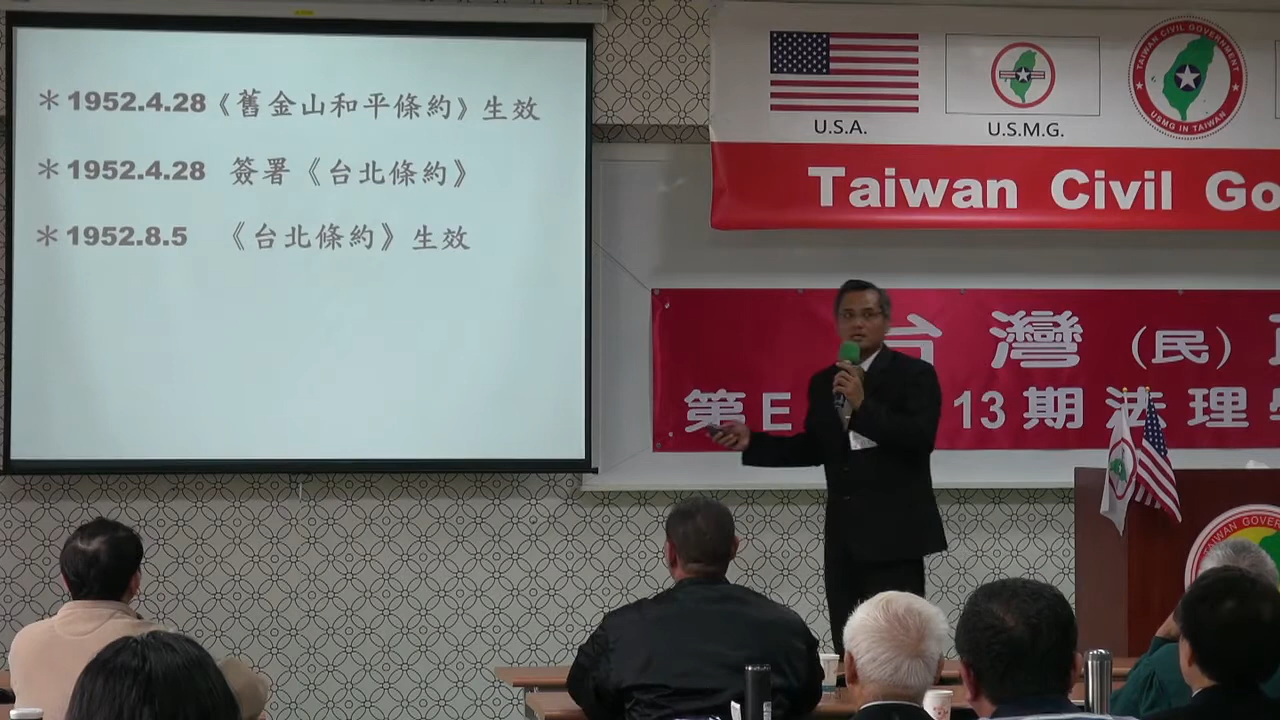 ＊1952.4.28《舊金山和平條約》生效
＊1952.4.28 簽署《台北條約》
＊1952.8.5 《台北條約》生效
U.S.A.
U.S.M.G.
TAIWAN CIVIL GOVERNMENT
USMG IN TAIWAN
Taiwan Civil Go
台灣（民）
第E 13期法理
TAIWAN GOVER